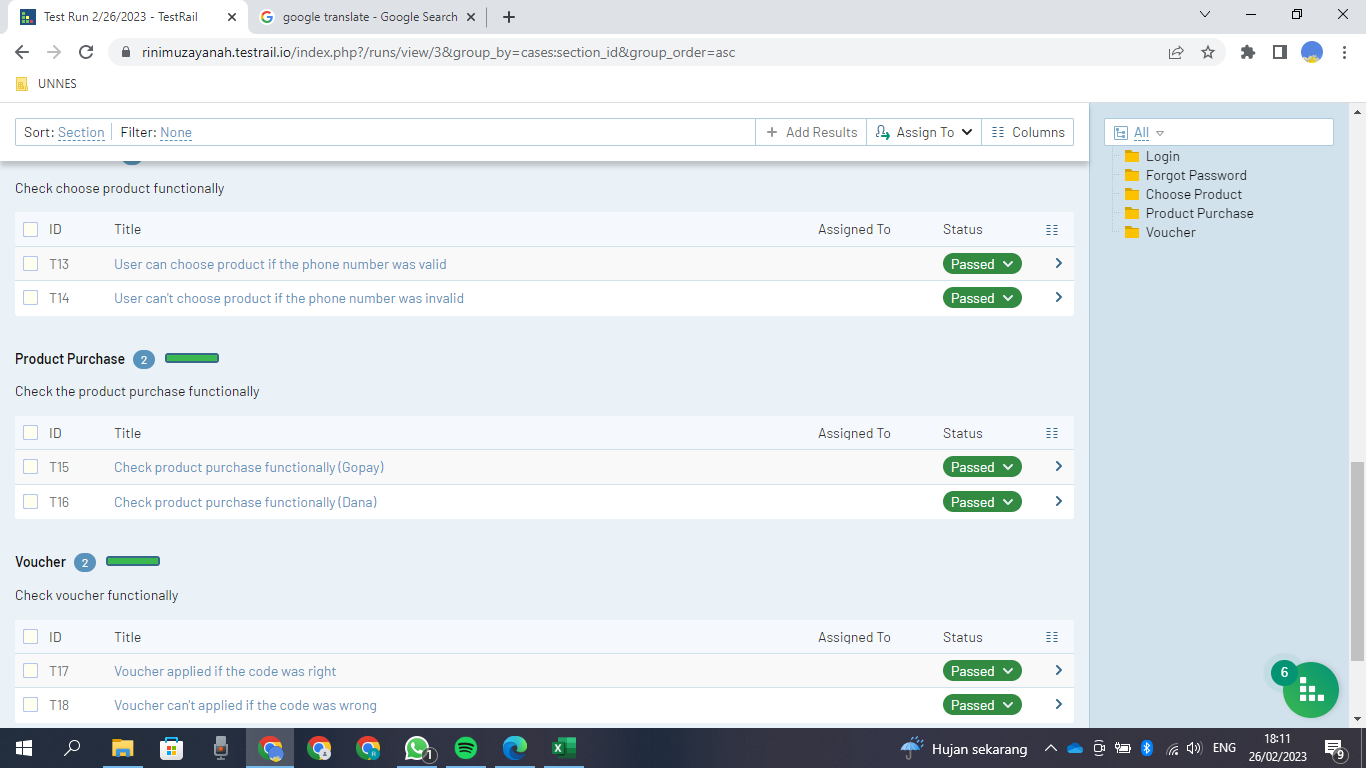 Test Run 2/26/2023 - TestRail
google translate - Google Search
rinimuzayanah.testrail.io/index.php?/runs/view/3&group_by=cases:section_id&group_order=asc
UNNES
Sort: Section Filter: None
Add Results
Assign To
Columns
All
Login
Forgot Password
Choose Product
Product Purchase
Voucher
Check choose product functionally
ID Title Assigned To Status
T13 User can choose product if the phone number was valid Passed
T14 User can't choose product if the phone number was invalid Passed
Product Purchase 2
Check the product purchase functionally
ID Title Assigned To Status
T15 Check product purchase functionally (Gopay) Passed
T16 Check product purchase functionally (Dana) Passed
Voucher 2
Check voucher functionally
ID Title Assigned To Status
T17 Voucher applied if the code was right Passed
T18 Voucher can't applied if the code was wrong Passed
6
1
Hujan sekarang
ENG
18:11
26/02/2023
9